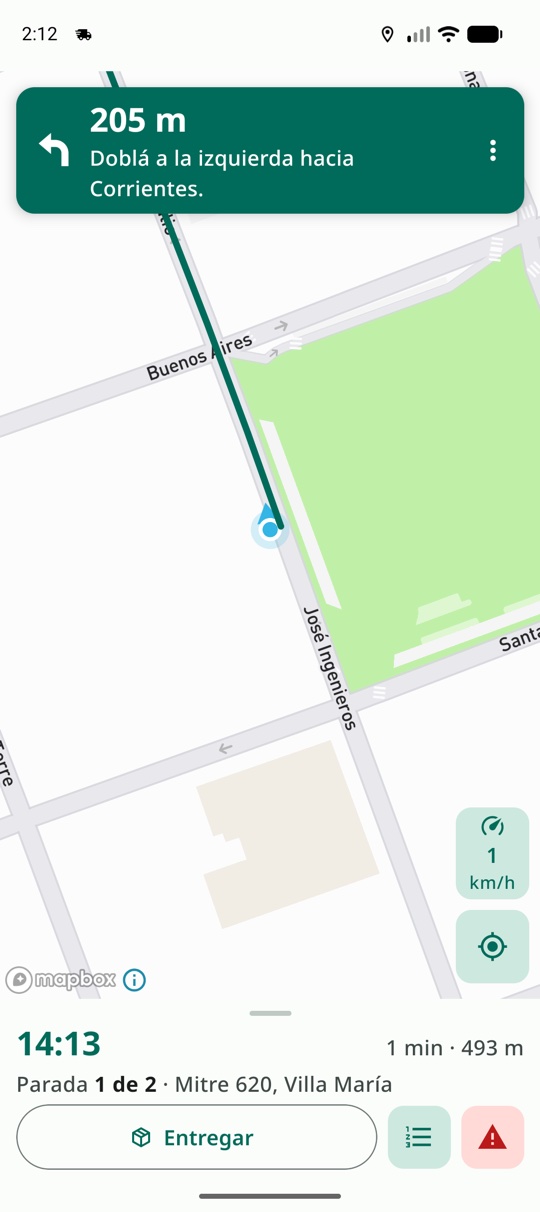 2:12
205 m
Doblá a la izquierda hacia
Corrientes.
Buenos Aires
José Ingenieros
Santa
Torre
1
km/h
mapbox
14:13
1 min · 493 m
Parada 1 de 2 · Mitre 620, Villa María
Entregar